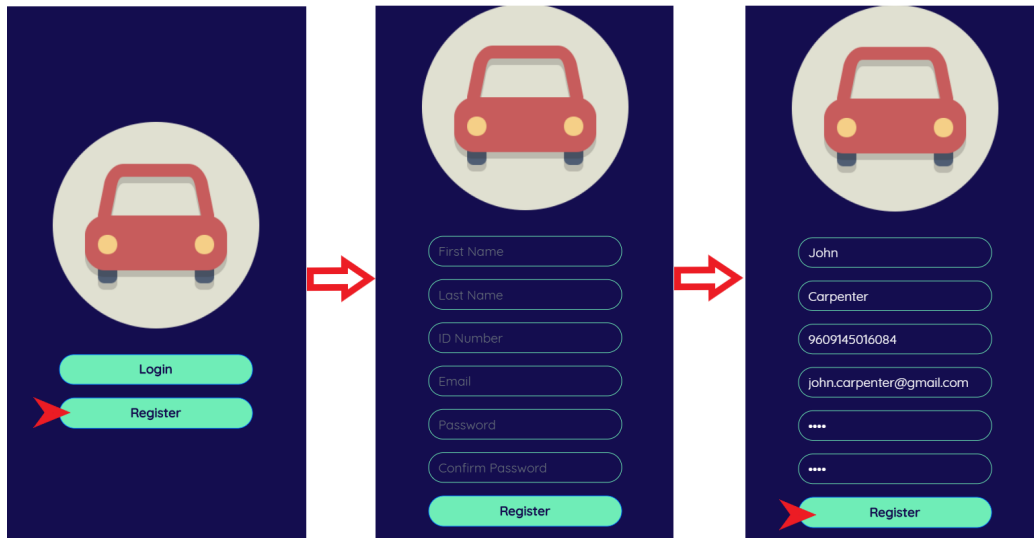 Login
Register
First Name
Last Name
ID Number
Email
Password
Confirm Password
Register
John
Carpenter
9609145016084
john.carpenter@gmail.com
••••
••••
Register